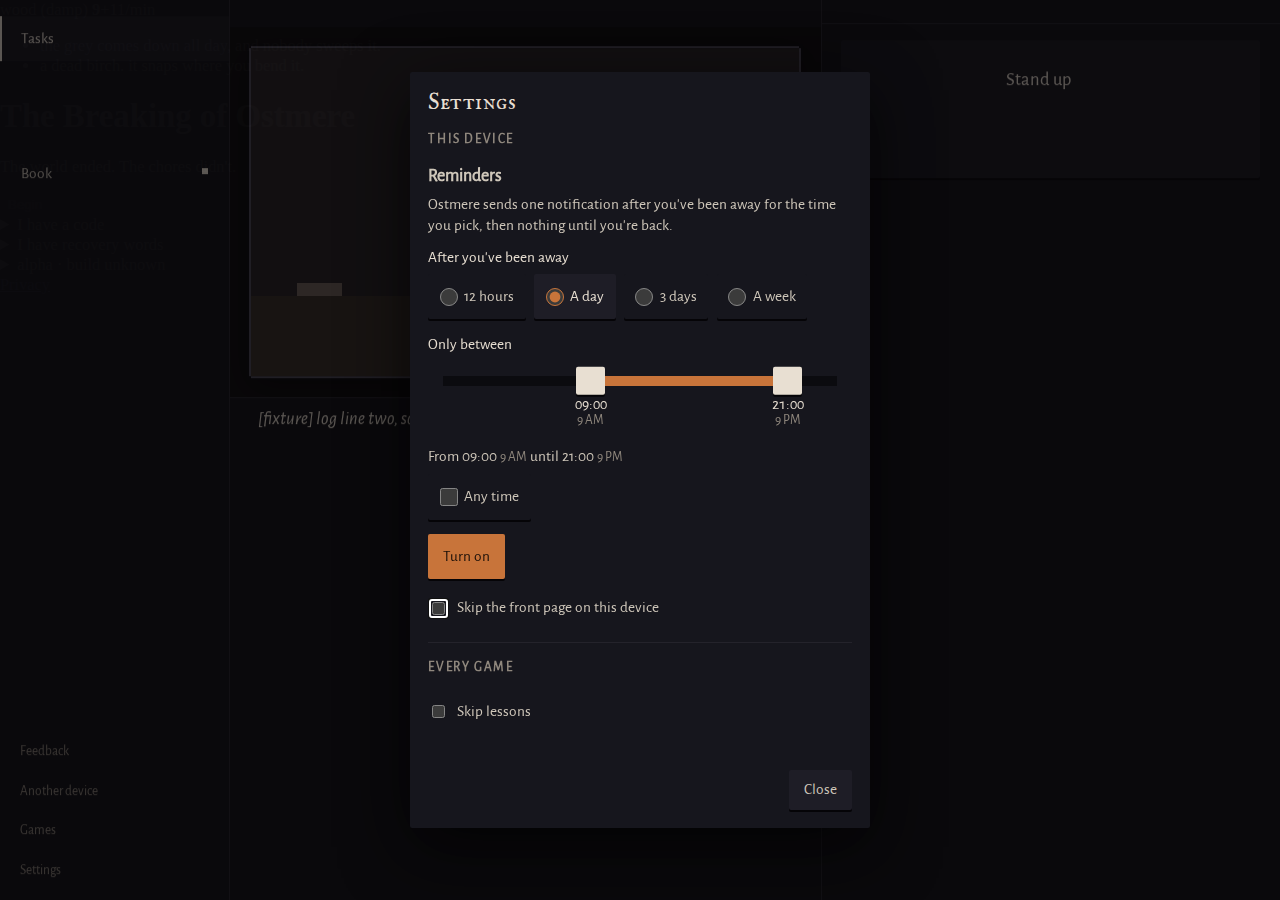 Tasks
The Breaking of Ostmere
Book
Stand up
[fixture] log line two,
Settings
THIS DEVICE
Reminders
Ostmere sends one notification after you've been away for the time
you pick, then nothing until you're back.
After you've been away
12 hours
A day
3 days
A week
Only between
09:00
9 AM
21:00
9 PM
From 09:00 9 AM until 21:00 9 PM
Any time
Turn on
Skip the front page on this device
EVERY GAME
Skip lessons
Close
Feedback
Another device
Games
Settings